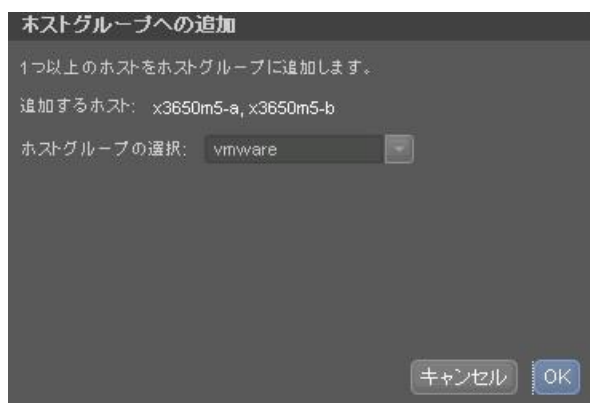 ホストグループへの追加
1つ以上のホストをホストグループに追加します。
追加するホスト: x3650m5-a, x3650m5-b
ホストグループの選択: vmware
キャンセル OK